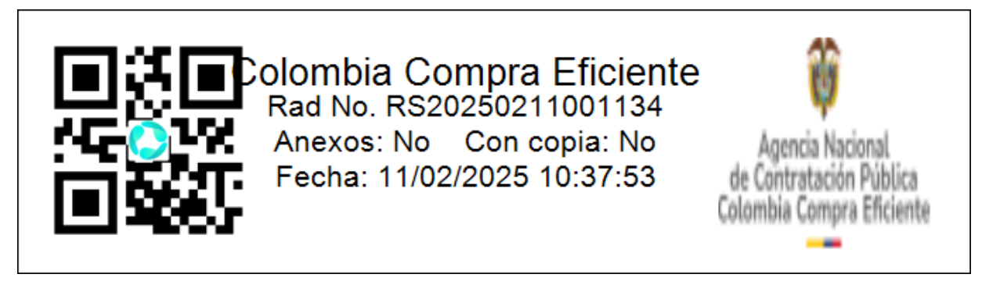 Colombia Compra Eficiente
Rad No. RS20250211001134
Anexos: No Con copia: No
Fecha: 11/02/2025 10:37:53
Agencia Nacional
de Contratación Pública
Colombia Compra Eficiente